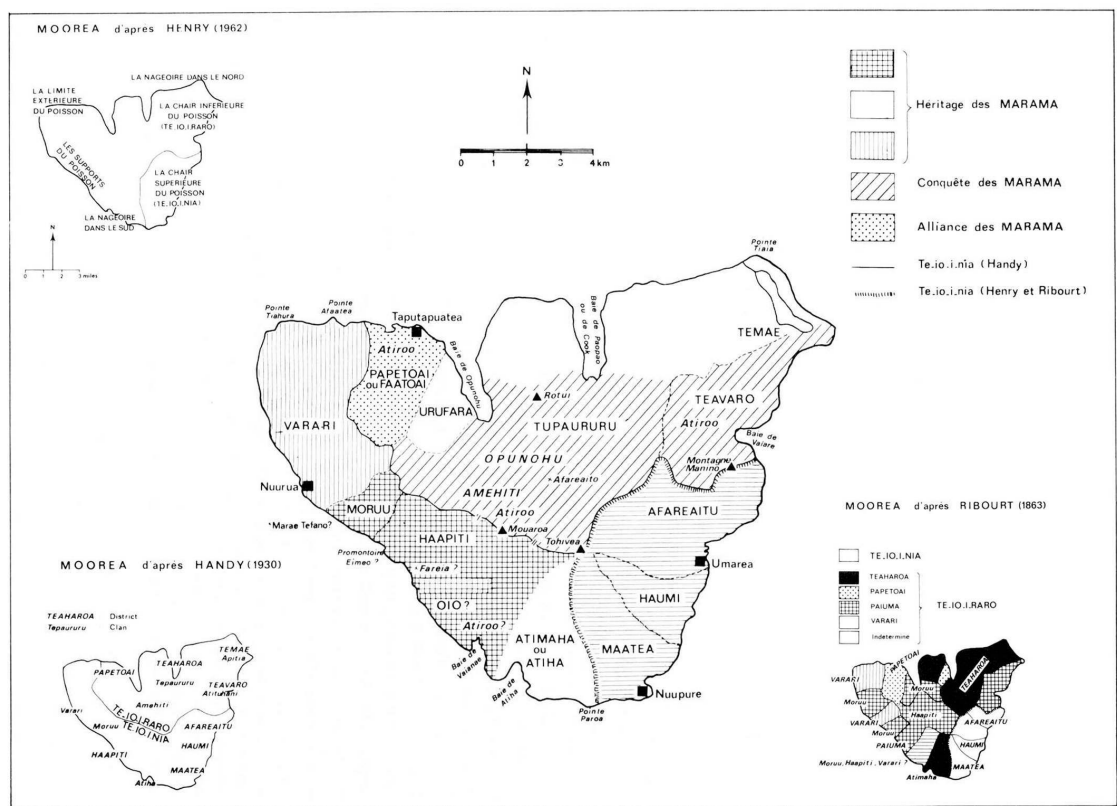 MOOREA d'après HENRY (1962)
LA NAGEOIRE DANS LE NORD
LA LIMITE
EXTÉRIEURE
DU POISSON
LA CHAIR INFÉRIEURE
DU POISSON
(TE.IO.I.RARO)
LES SUPPORTS
DU POISSON
LA CHAIR
SUPÉRIEURE
DU POISSON
(TE.IO.I.NIA)
LA NAGEOIRE
DANS LE SUD
N
0 1 2 3 miles
N
0 1 2 3 4 km
Héritage des MARAMA
Conquête des MARAMA
Alliance des MARAMA
Te.io.i.nia (Handy)
Te.io.i.nia (Henry et Ribourt)
Pointe
Tiaia
Pointe
Tiahura
Pointe
Afaatea
Taputapuatea
Baie de Opunohu
Baie de Paopao
ou de Cook
TEMAE
Atiroo
PAPETOAI
ou FAATOAI
URUFARA
Rotui
TEAVARO
VARARI
TUPAURURU
Atiroo
Baie de
Vaiare
OPUNOHU
Montagne
Manino
Afareaito
Nuurua
AMEHITI
MORUU
Atiroo
AFAREAITU
Marae Tefano?
Mouaroa
HAAPITI
Tohivea
Promontoire
Eimeo ?
Fareia ?
Umarea
HAUMI
OIO ?
Atiroo?
ATIMAHA
ou
ATIHA
MAATEA
Baie de
Vaianae
Baie de
Atiha
Nuupure
Pointe
Paroa
MOOREA d'aprés HANDY (1930)
TEAHAROA District
Tepaururu Clan
TEMAE
Apitia
PAPETOAI
TEAHAROA
Tepaururu
TEAVARO
Atituhani
Amehiti
Varari
TE.IO.I.RARO
TE.IO.I.NIA
Moruu
AFAREAITU
HAAPITI
HAUMI
MAATEA
Atiha
MOOREA d'après RIBOURT (1863)
TE.IO.I.NIA
TEAHAROA
PAPETOAI
PAIUMA
VARARI
Indetermine
TE.IO.I.RARO
PAPETOAI
VARARI
TEAHAROA
Moruu
Moruu
Haapiti
VARARI
AFAREAITU
Moruu
PAIUMA
HAUMI
Moruu, Haapiti, Varari ?
MAATEA
Atimaha